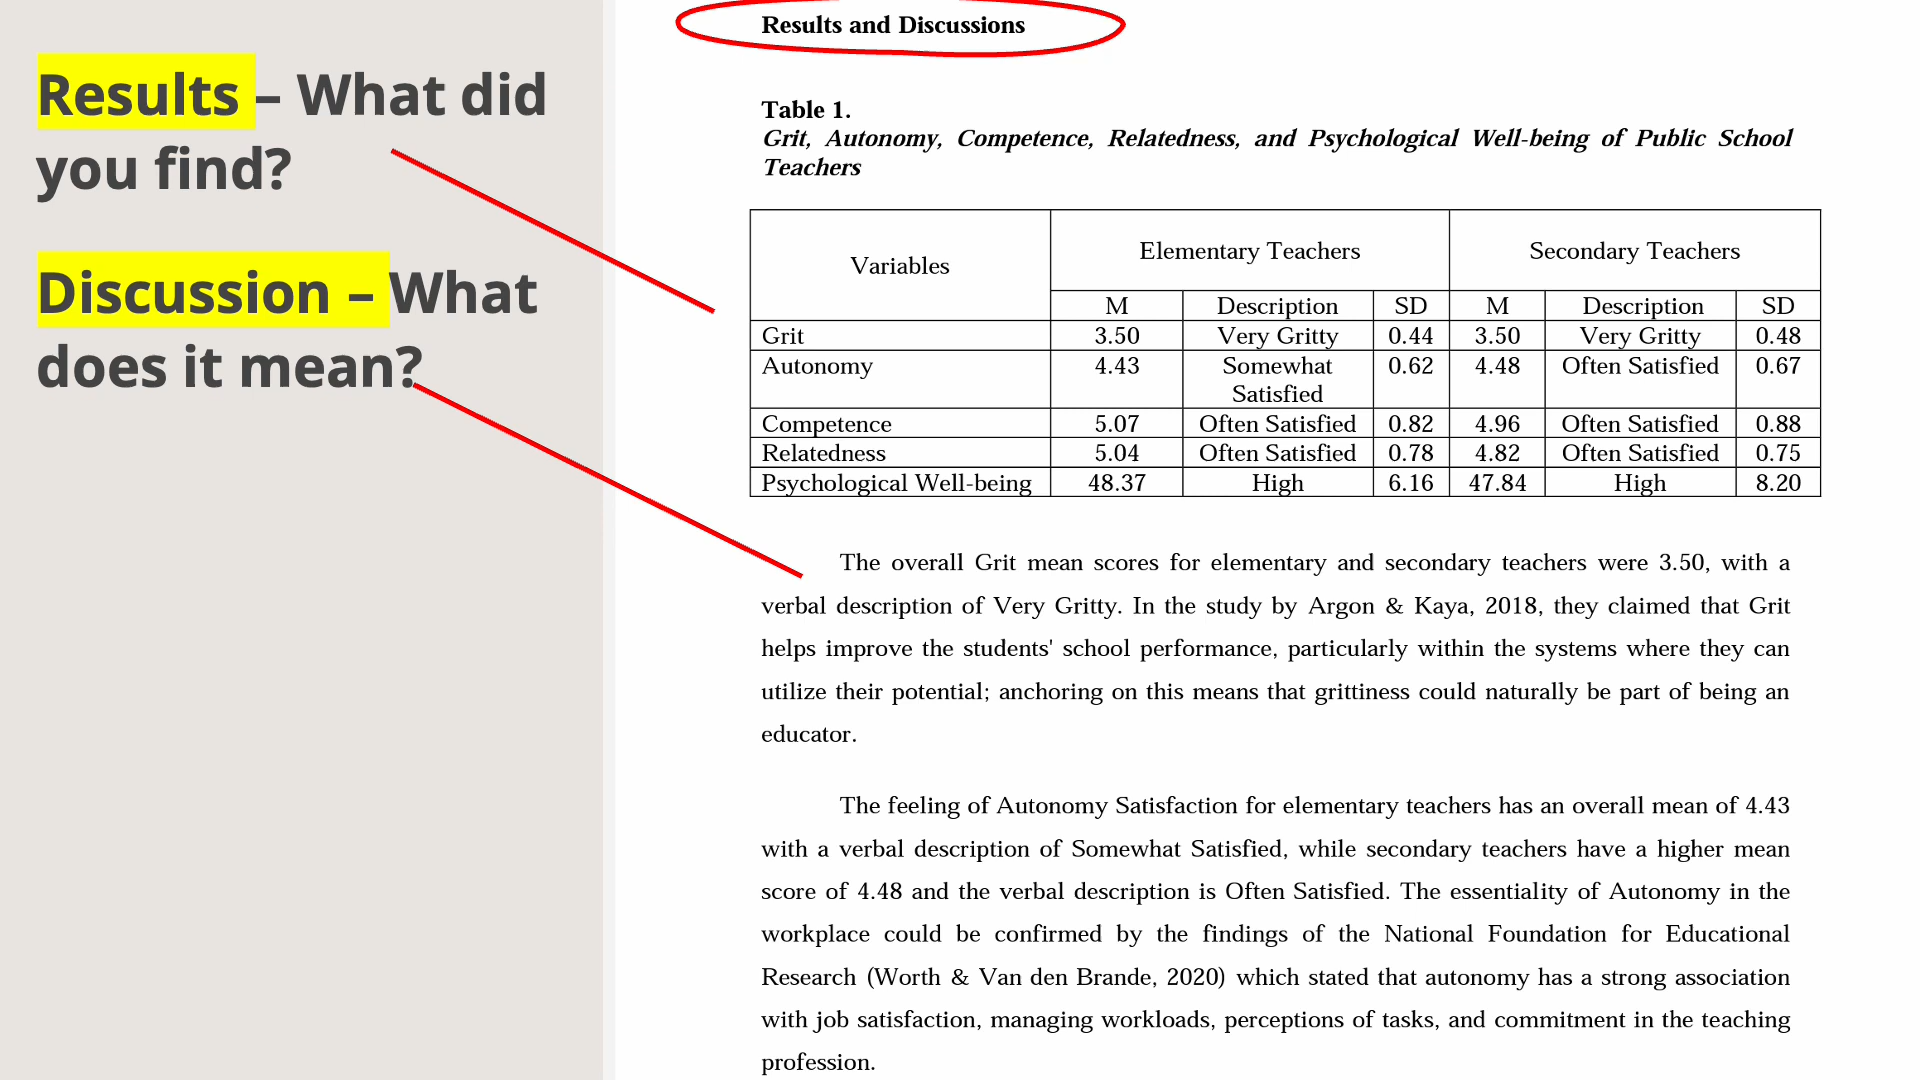 Results – What did
you find?
Discussion – What
does it mean?
Results and Discussions
Table 1.
Grit, Autonomy, Competence, Relatedness, and Psychological Well-being of Public School
Teachers
Variables Elementary Teachers Secondary Teachers
M Description SD M Description SD
Grit 3.50 Very Gritty 0.44 3.50 Very Gritty 0.48
Autonomy 4.43 Somewhat Satisfied 0.62 4.48 Often Satisfied 0.67
Competence 5.07 Often Satisfied 0.82 4.96 Often Satisfied 0.88
Relatedness 5.04 Often Satisfied 0.78 4.82 Often Satisfied 0.75
Psychological Well-being 48.37 High 6.16 47.84 High 8.20
The overall Grit mean scores for elementary and secondary teachers were 3.50, with a
verbal description of Very Gritty. In the study by Argon & Kaya, 2018, they claimed that Grit
helps improve the students' school performance, particularly within the systems where they can
utilize their potential; anchoring on this means that grittiness could naturally be part of being an
educator.
The feeling of Autonomy Satisfaction for elementary teachers has an overall mean of 4.43
with a verbal description of Somewhat Satisfied, while secondary teachers have a higher mean
score of 4.48 and the verbal description is Often Satisfied. The essentiality of Autonomy in the
workplace could be confirmed by the findings of the National Foundation for Educational
Research (Worth & Van den Brande, 2020) which stated that autonomy has a strong association
with job satisfaction, managing workloads, perceptions of tasks, and commitment in the teaching
profession.